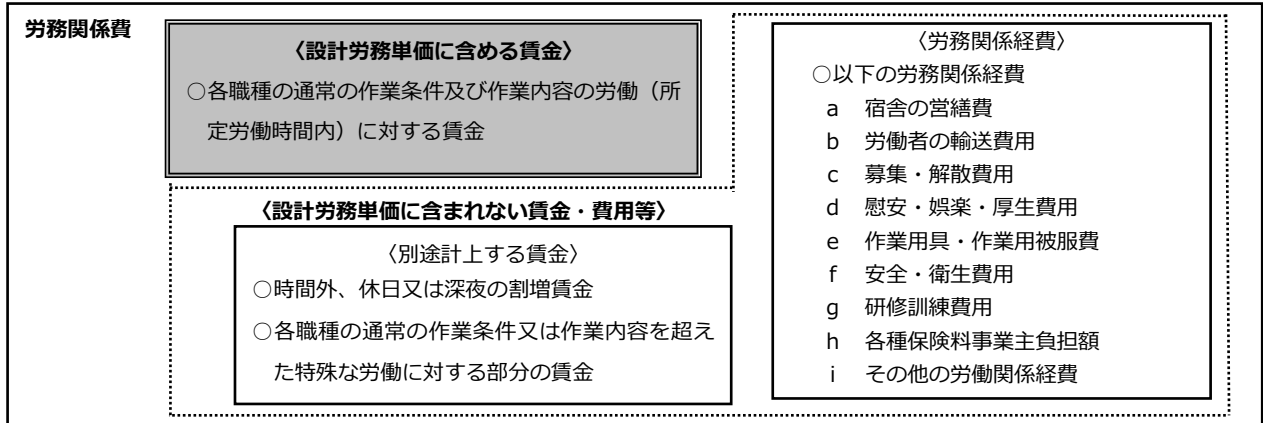 労務関係費
〈設計労務単価に含める賃金〉
○各職種の通常の作業条件及び作業内容の労働（所
定労働時間内）に対する賃金
〈設計労務単価に含まれない賃金・費用等〉
〈別途計上する賃金〉
○時間外、休日又は深夜の割増賃金
○各職種の通常の作業条件又は作業内容を超え
た特殊な労働に対する部分の賃金
〈労務関係経費〉
○以下の労務関係経費
a 宿舎の営繕費
b 労働者の輸送費用
c 募集・解散費用
d 慰安・娯楽・厚生費用
e 作業用具・作業用被服費
f 安全・衛生費用
g 研修訓練費用
h 各種保険料事業主負担額
i その他の労働関係経費